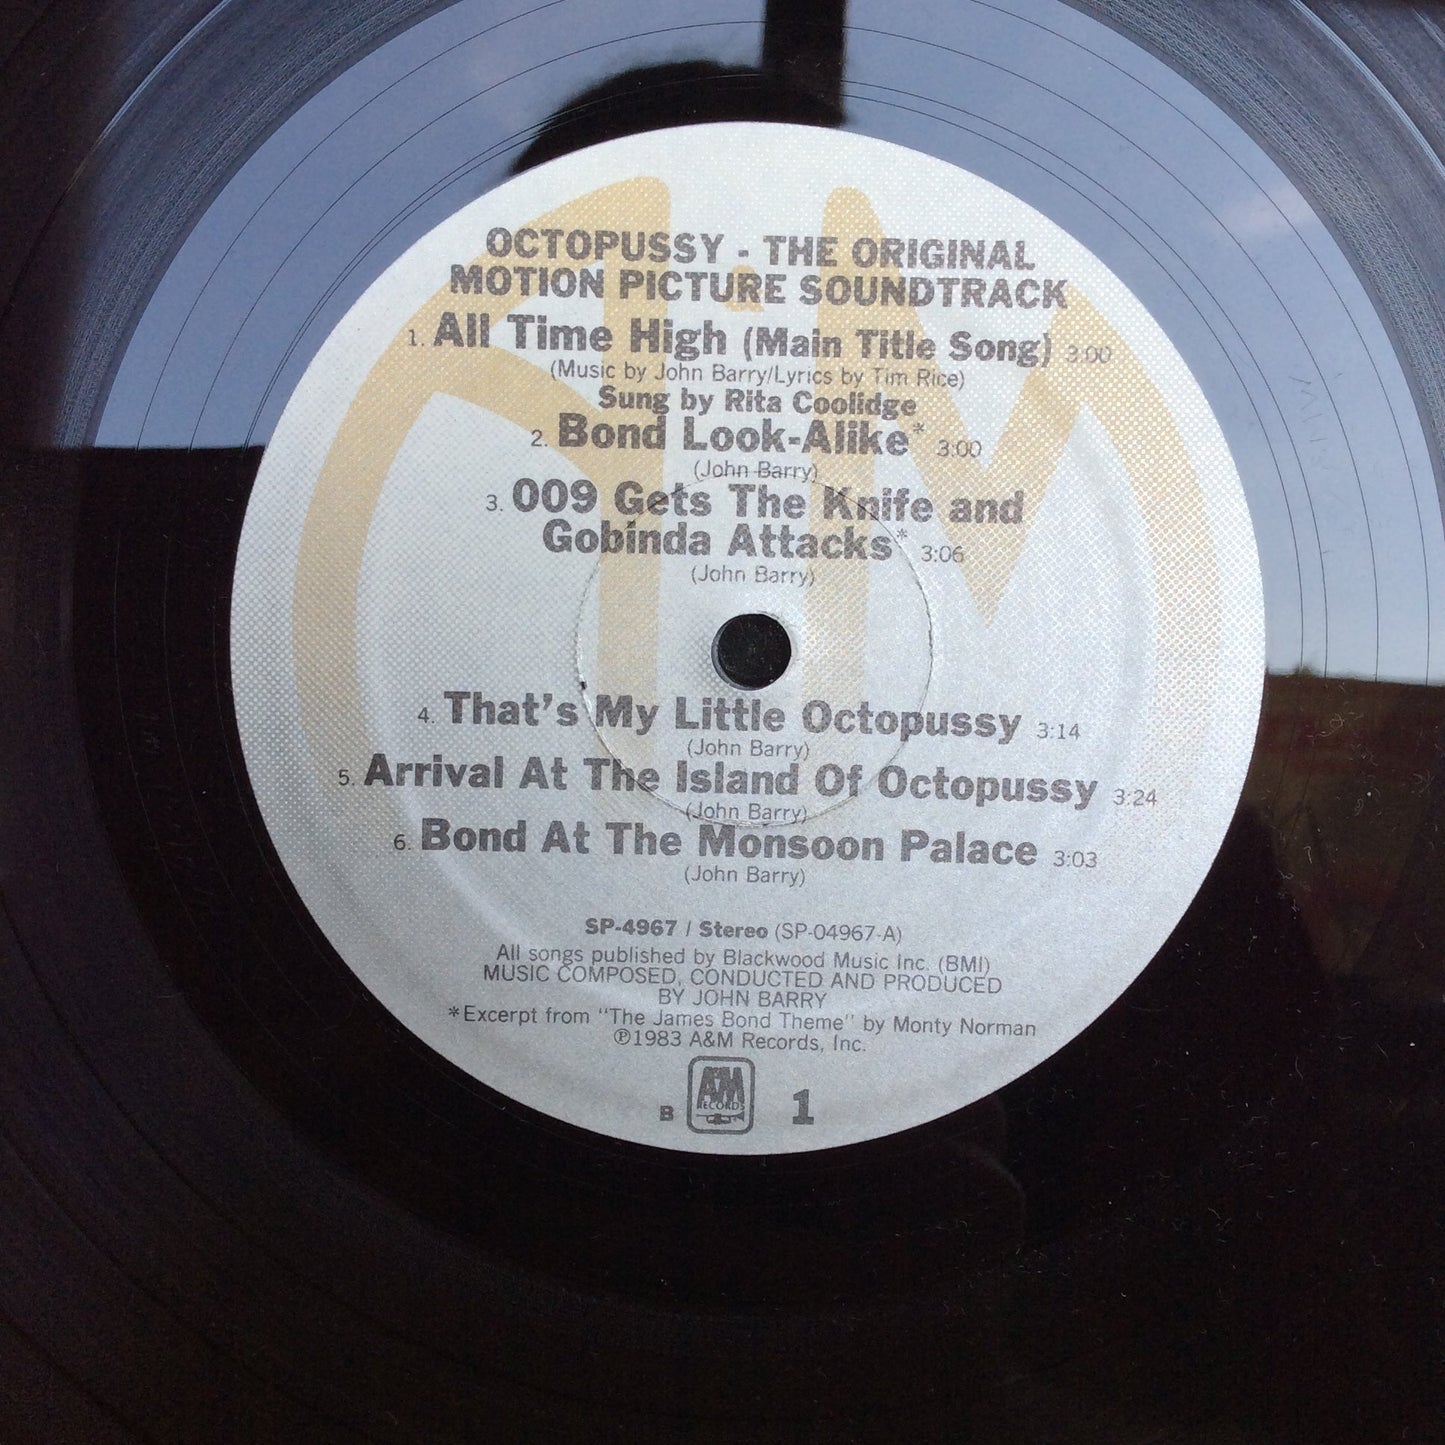 OCTOPUSSY - THE ORIGINAL
MOTION PICTURE SOUNDTRACK
1. All Time High (Main Title Song) 3:00
(Music by John Barry/Lyrics by Tim Rice)
Sung by Rita Coolidge
2. Bond Look-Alike* 3:00
(John Barry)
3. 009 Gets The Knife and
Gobinda Attacks* 3:06
(John Barry)
4. That's My Little Octopussy 3:14
(John Barry)
5. Arrival At The Island Of Octopussy 3:24
(John Barry)
6. Bond At The Monsoon Palace 3:03
(John Barry)
SP-4967 / Stereo (SP-04967-A)
All songs published by Blackwood Music Inc. (BMI)
MUSIC COMPOSED, CONDUCTED AND PRODUCED
BY JOHN BARRY
*Excerpt from "The James Bond Theme" by Monty Norman
℗1983 A&M Records, Inc.
A&M
RECORDS
B 1